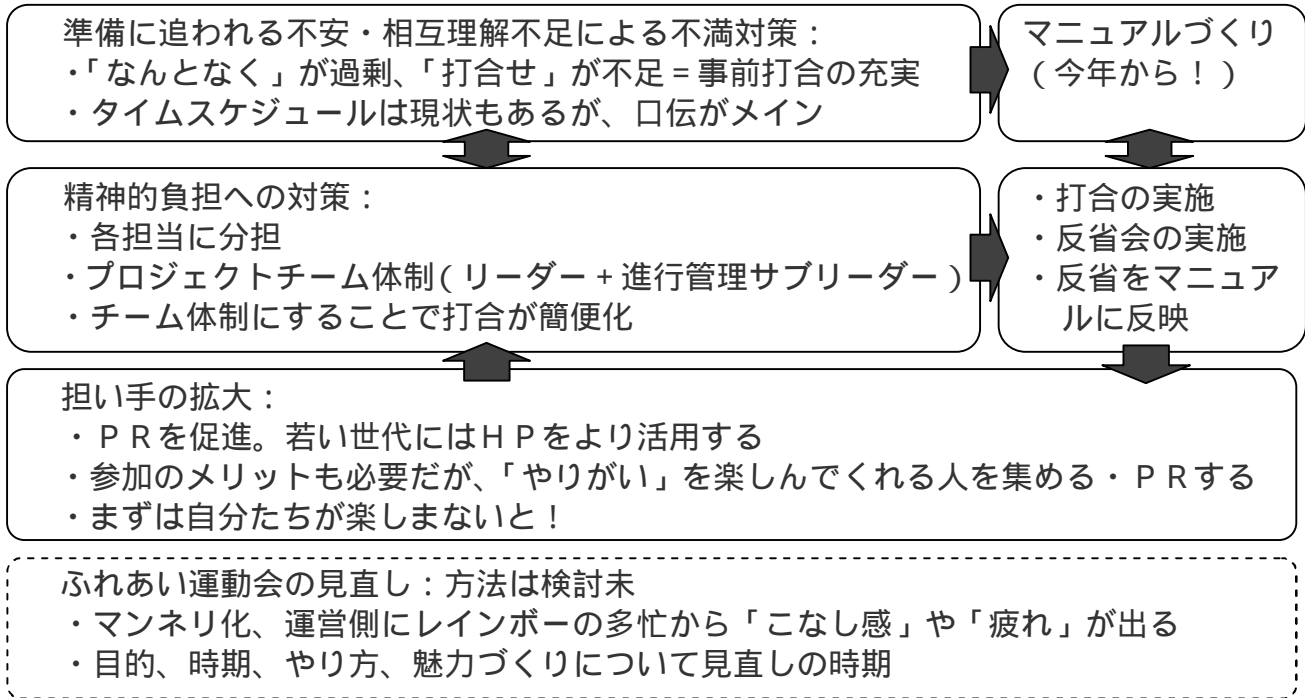 準備に追われる不安・相互理解不足による不満対策：
・「なんとなく」が過剰、「打合せ」が不足＝事前打合の充実
・タイムスケジュールは現状もあるが、口伝がメイン
マニュアルづくり
（今年から！）
精神的負担への対策：
・各担当に分担
・プロジェクトチーム体制（リーダー＋進行管理サブリーダー）
・チーム体制にすることで打合が簡便化
・打合の実施
・反省会の実施
・反省をマニュア
ルに反映
担い手の拡大：
・ＰＲを促進。若い世代にはＨＰをより活用する
・参加のメリットも必要だが、「やりがい」を楽しんでくれる人を集める・ＰＲする
・まずは自分たちが楽しまないと！
ふれあい運動会の見直し：方法は検討未
・マンネリ化、運営側にレインボーの多忙から「こなし感」や「疲れ」が出る
・目的、時期、やり方、魅力づくりについて見直しの時期